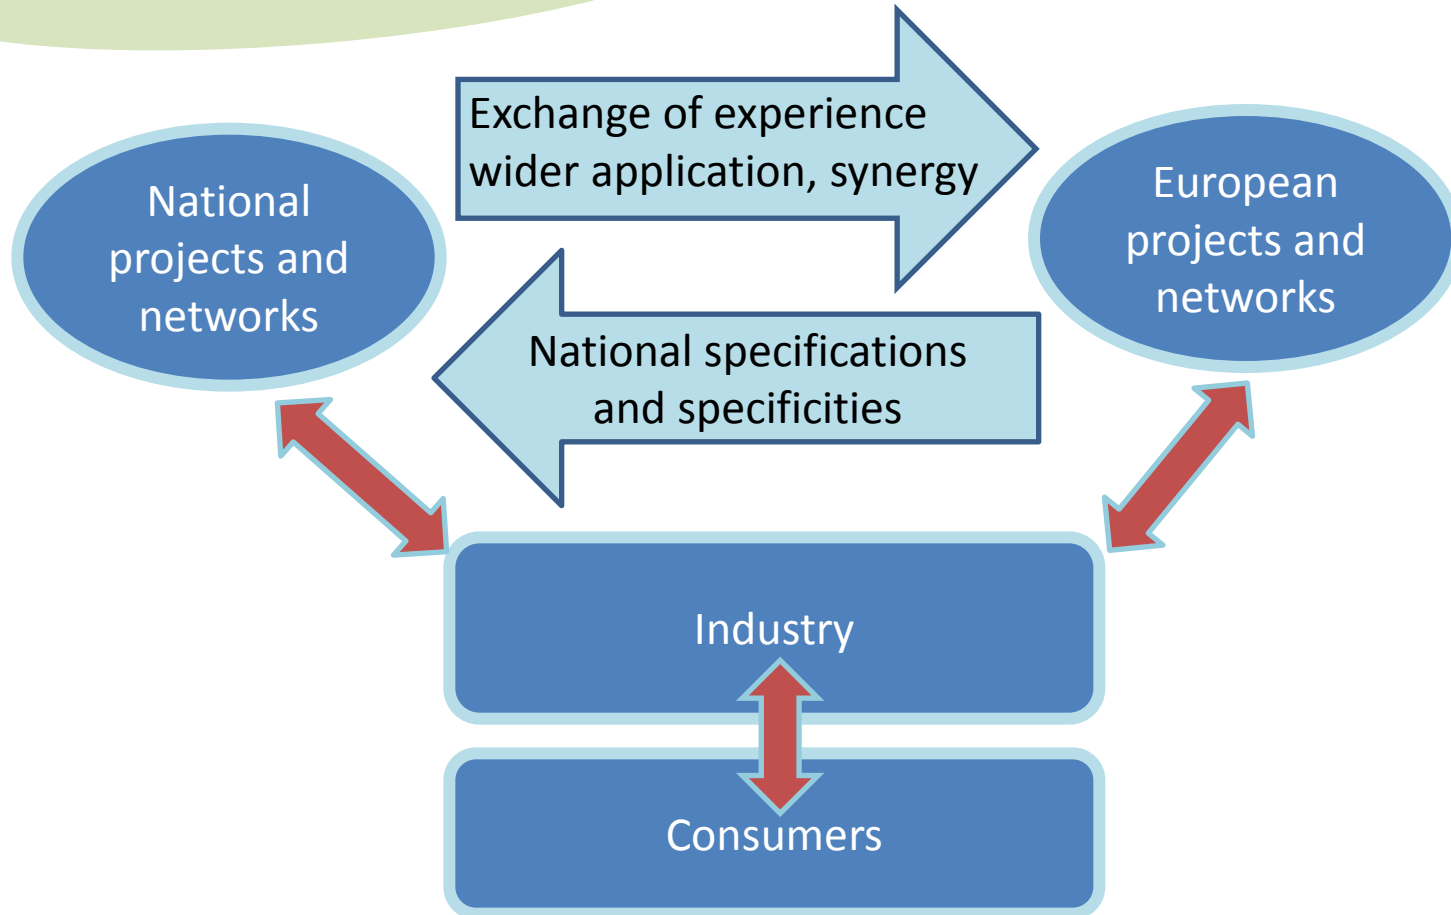 Exchange of experience
wider application, synergy
National
projects and
networks
European
projects and
networks
National specifications
and specificities
Industry
Consumers